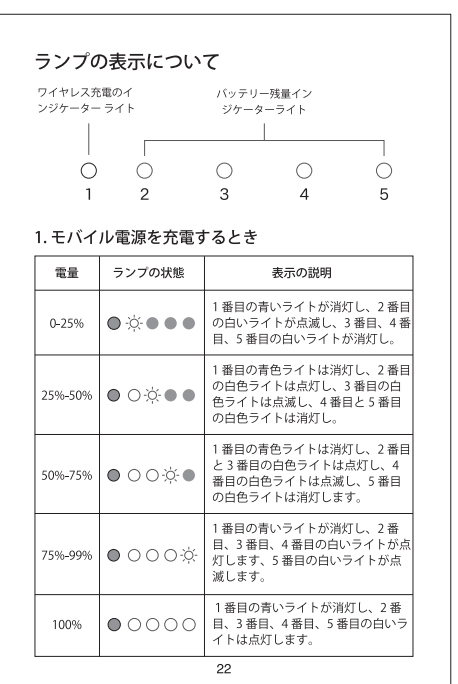 ランプの表示について
ワイヤレス充電のイ
ンジケーター ライト
バッテリー残量イン
ジケーターライト
1 2 3 4 5
1. モバイル電源を充電するとき
電量 ランプの状態 表示の説明
0-25%
1 番目の青いライトが消灯し、2 番目
の白いライトが点滅し、3 番目、4 番
目、5 番目の白いライトが消灯し。
25%-50%
1 番目の青色ライトは消灯し、2 番目
の白色ライトは点灯し、3 番目の白
色ライトは点滅し、4 番目と 5 番目
の白色ライトは消灯し。
50%-75%
1 番目の青色ライトは消灯し、2 番目
と 3 番目の白色ライトは点灯し、4
番目の白色ライトは点滅し、5 番目
の白色ライトは消灯します。
75%-99%
1 番目の青いライトが消灯し、2 番
目、3 番目、4 番目の白いライトが点
灯します、5 番目の白いライトが点
滅します。
100%
1 番目の青いライトが消灯し、2 番
目、3 番目、4 番目、5 番目の白いラ
イトは点灯します。
22